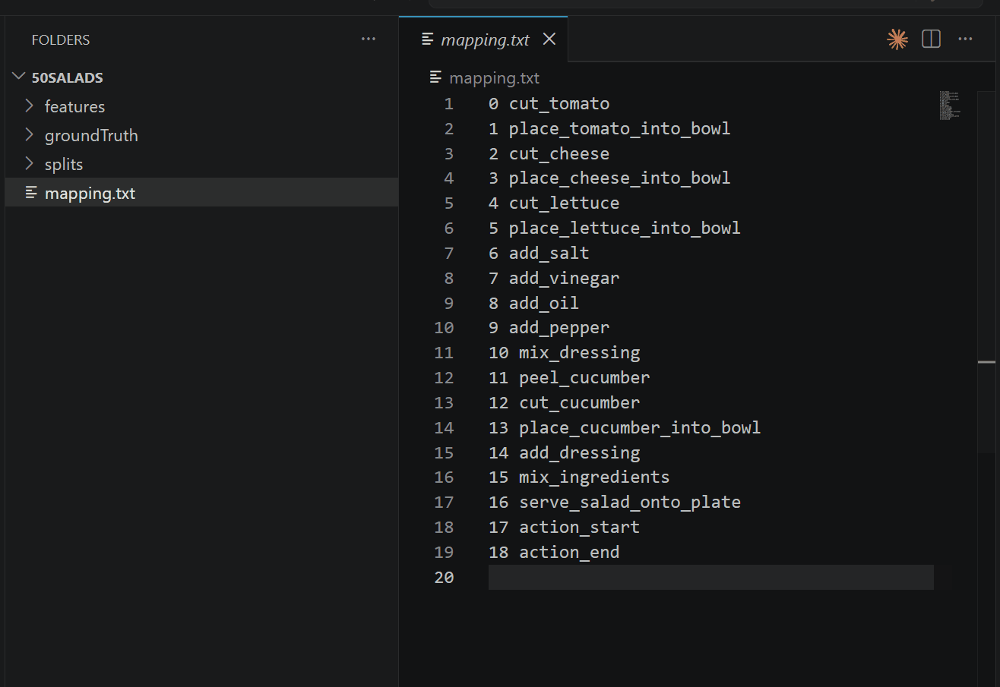 FOLDERS
50SALADS
features
groundTruth
splits
mapping.txt
mapping.txt
mapping.txt
1 0 cut_tomato
2 1 place_tomato_into_bowl
3 2 cut_cheese
4 3 place_cheese_into_bowl
5 4 cut_lettuce
6 5 place_lettuce_into_bowl
7 6 add_salt
8 7 add_vinegar
9 8 add_oil
10 9 add_pepper
11 10 mix_dressing
12 11 peel_cucumber
13 12 cut_cucumber
14 13 place_cucumber_into_bowl
15 14 add_dressing
16 15 mix_ingredients
17 16 serve_salad_onto_plate
18 17 action_start
19 18 action_end
20